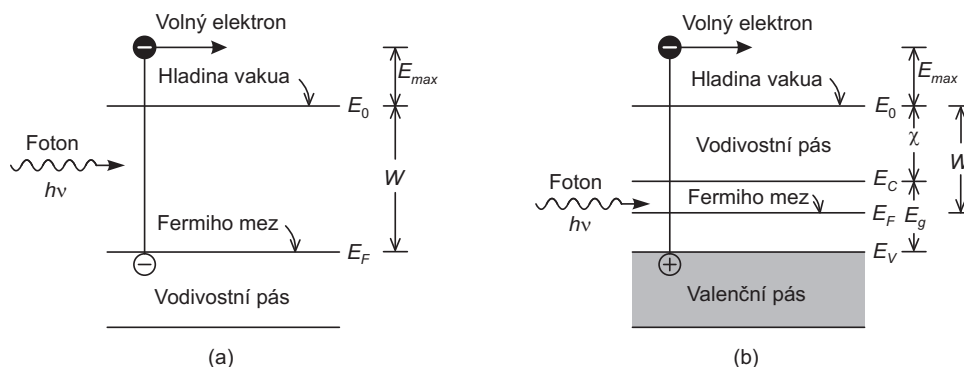 Volný elektron
−
E_max
Hladina vakua
E_0
Foton
hν
W
Fermiho mez
E_F
−
Vodivostní pás
(a)
Volný elektron
−
E_max
Hladina vakua
E_0
Vodivostní pás
χ
W
E_C
Foton
hν
Fermiho mez
E_F
E_g
E_V
+
Valenční pás
(b)